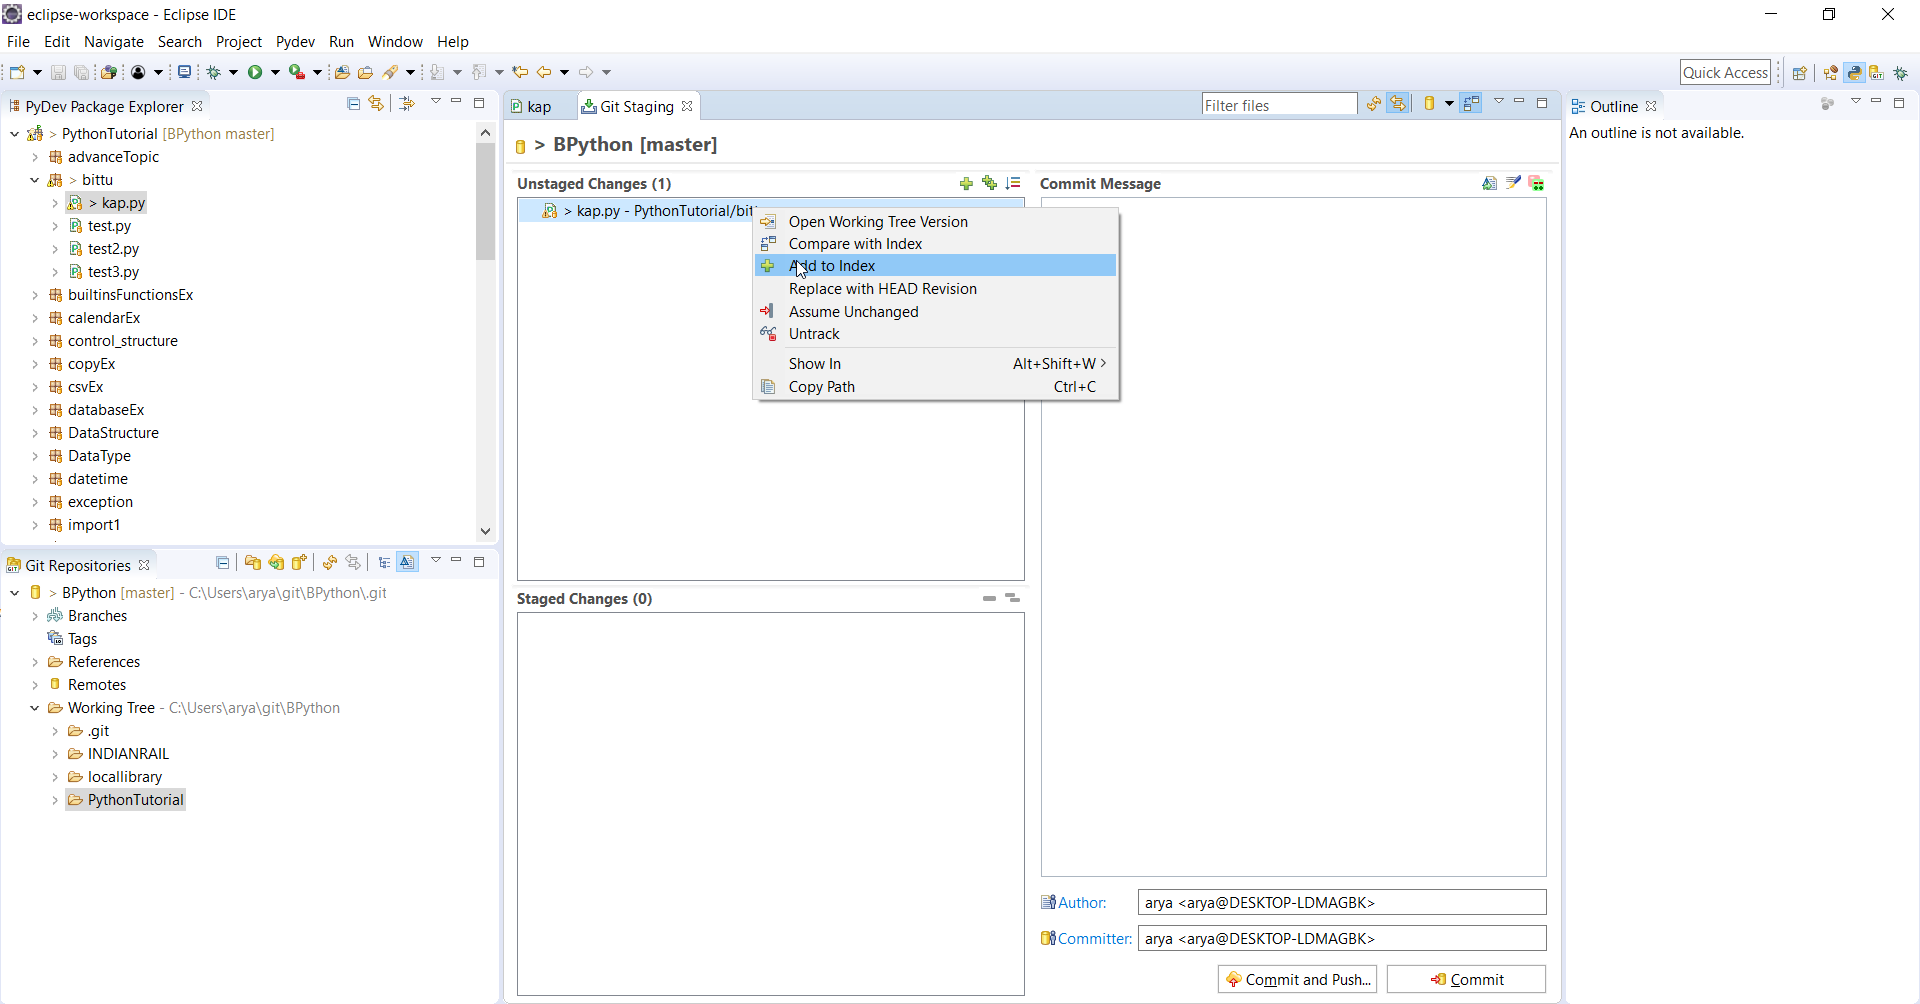 eclipse-workspace - Eclipse IDE
File Edit Navigate Search Project Pydev Run Window Help
Quick Access
PyDev Package Explorer
> PythonTutorial [BPython master]
advanceTopic
> bittu
> kap.py
test.py
test2.py
test3.py
builtinsFunctionsEx
calendarEx
control_structure
copyEx
csvEx
databaseEx
DataStructure
DataType
datetime
exception
import1
Git Repositories
> BPython [master] - C:\Users\arya\git\BPython\.git
Branches
Tags
References
Remotes
Working Tree - C:\Users\arya\git\BPython
.git
INDIANRAIL
locallibrary
PythonTutorial
kap
Git Staging
Filter files
> BPython [master]
Unstaged Changes (1)
> kap.py - PythonTutorial/bit
Open Working Tree Version
Compare with Index
Add to Index
Replace with HEAD Revision
Assume Unchanged
Untrack
Show In Alt+Shift+W >
Copy Path Ctrl+C
Staged Changes (0)
Commit Message
Author: arya <arya@DESKTOP-LDMAGBK>
Committer: arya <arya@DESKTOP-LDMAGBK>
Commit and Push... Commit
Outline
An outline is not available.